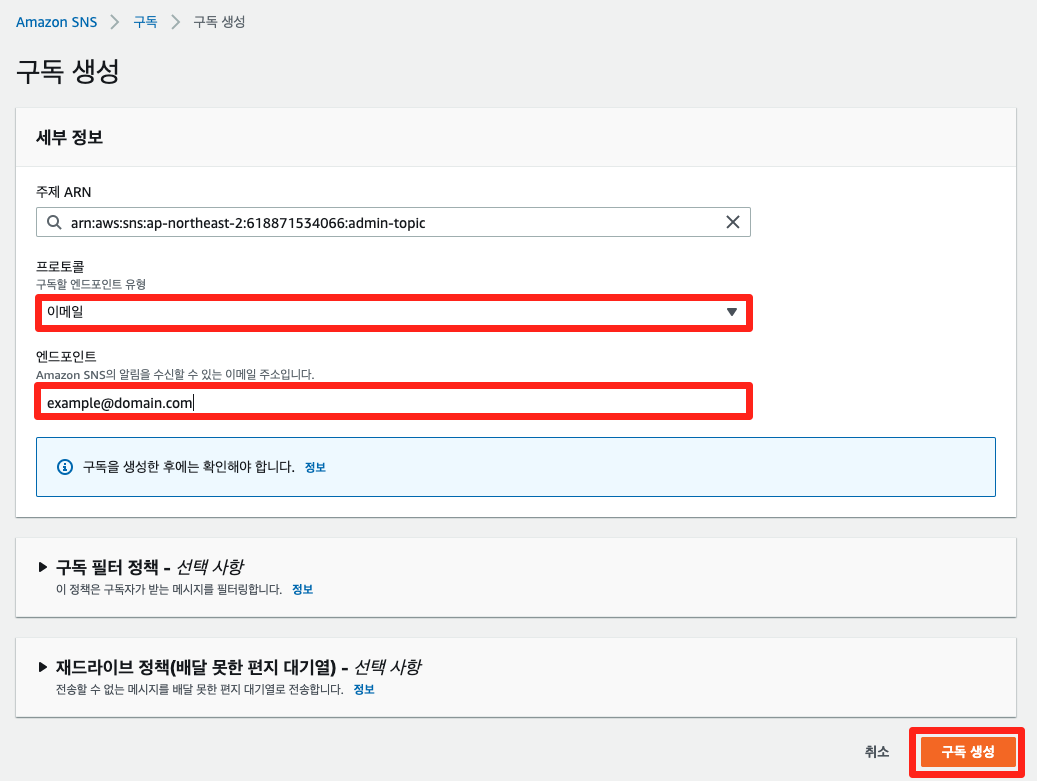 Amazon SNS > 구독 > 구독 생성
구독 생성
세부 정보
주제 ARN
arn:aws:sns:ap-northeast-2:618871534066:admin-topic
프로토콜
구독할 엔드포인트 유형
이메일
엔드포인트
Amazon SNS의 알림을 수신할 수 있는 이메일 주소입니다.
example@domain.com
구독을 생성한 후에는 확인해야 합니다. 정보
구독 필터 정책 - 선택 사항
이 정책은 구독자가 받는 메시지를 필터링합니다. 정보
재드라이브 정책(배달 못한 편지 대기열) - 선택 사항
전송할 수 없는 메시지를 배달 못한 편지 대기열로 전송합니다. 정보
취소 구독 생성